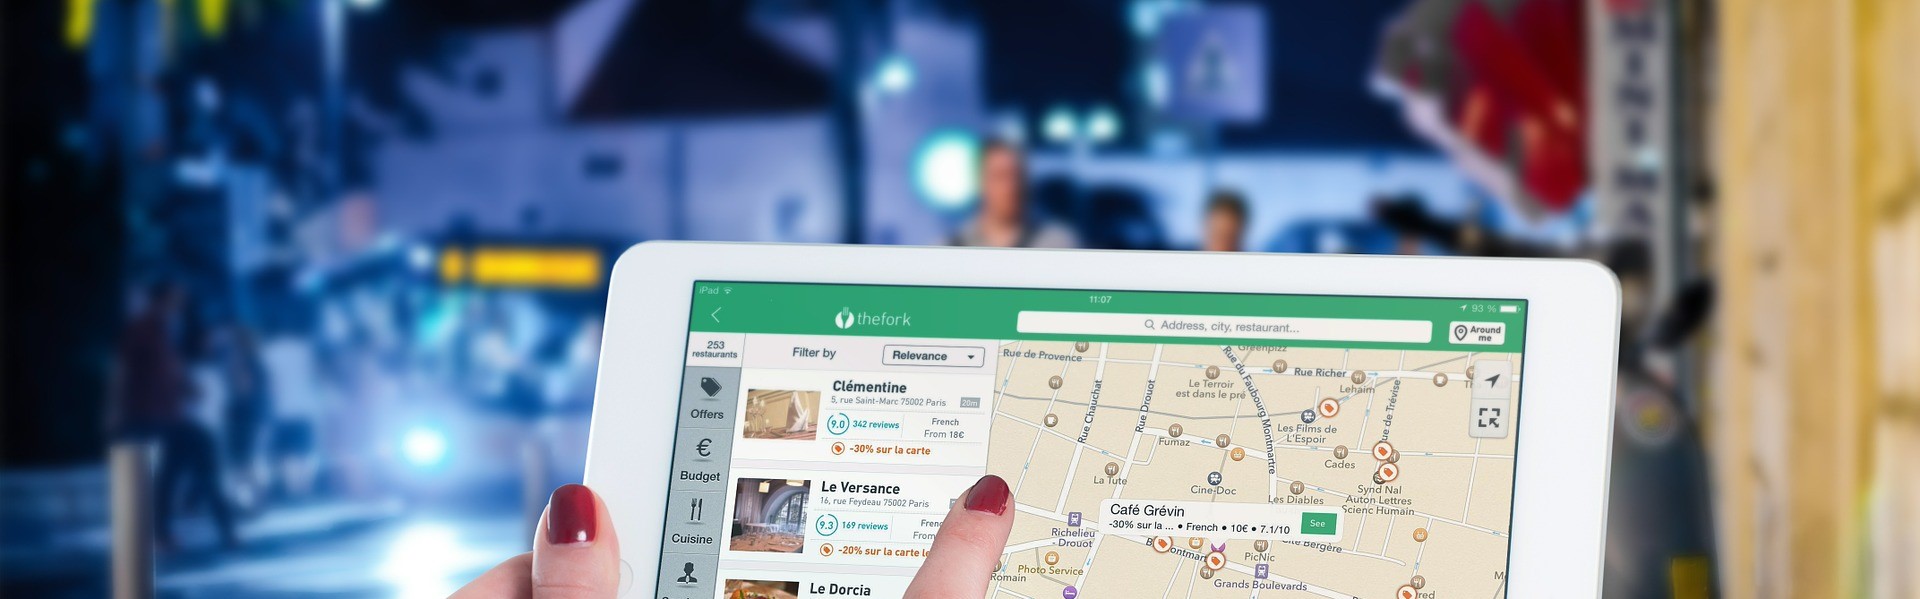 MINIMA
iPad
11:07
93 %
thefork
Address, city, restaurant...
Around
me
253
restaurants
Filter by
Relevance
Offers
€
Budget
Cuisine
Clémentine
5, rue Saint-Marc 75002 Paris
20m
9.0
342 reviews
French
From 18€
-30% sur la carte
Le Versance
16, rue Feydeau 75002 Paris
9.3
169 reviews
-20% sur la carte
Le Dorcia
Rue de Provence
Greenpizz
Rue Richer
Le Terroir
est dans le pré
Lehaim
Rue Chauchat
Rue Drouot
Rue du Faubourg Montmartre
rue de Trévise
Les Films de
L'Espoir
Fumaz
Cades
La Tute
Cine-Doc
Les Diables
Synd Nal
Auton Lettres
Scienc Humain
Café Grévin
-30% sur la ... • French • 10€ • 7.1/10
See
Richelieu
- Drouot
Cité Bergère
PicNic
Photo Service
Romain
Grands Boulevards